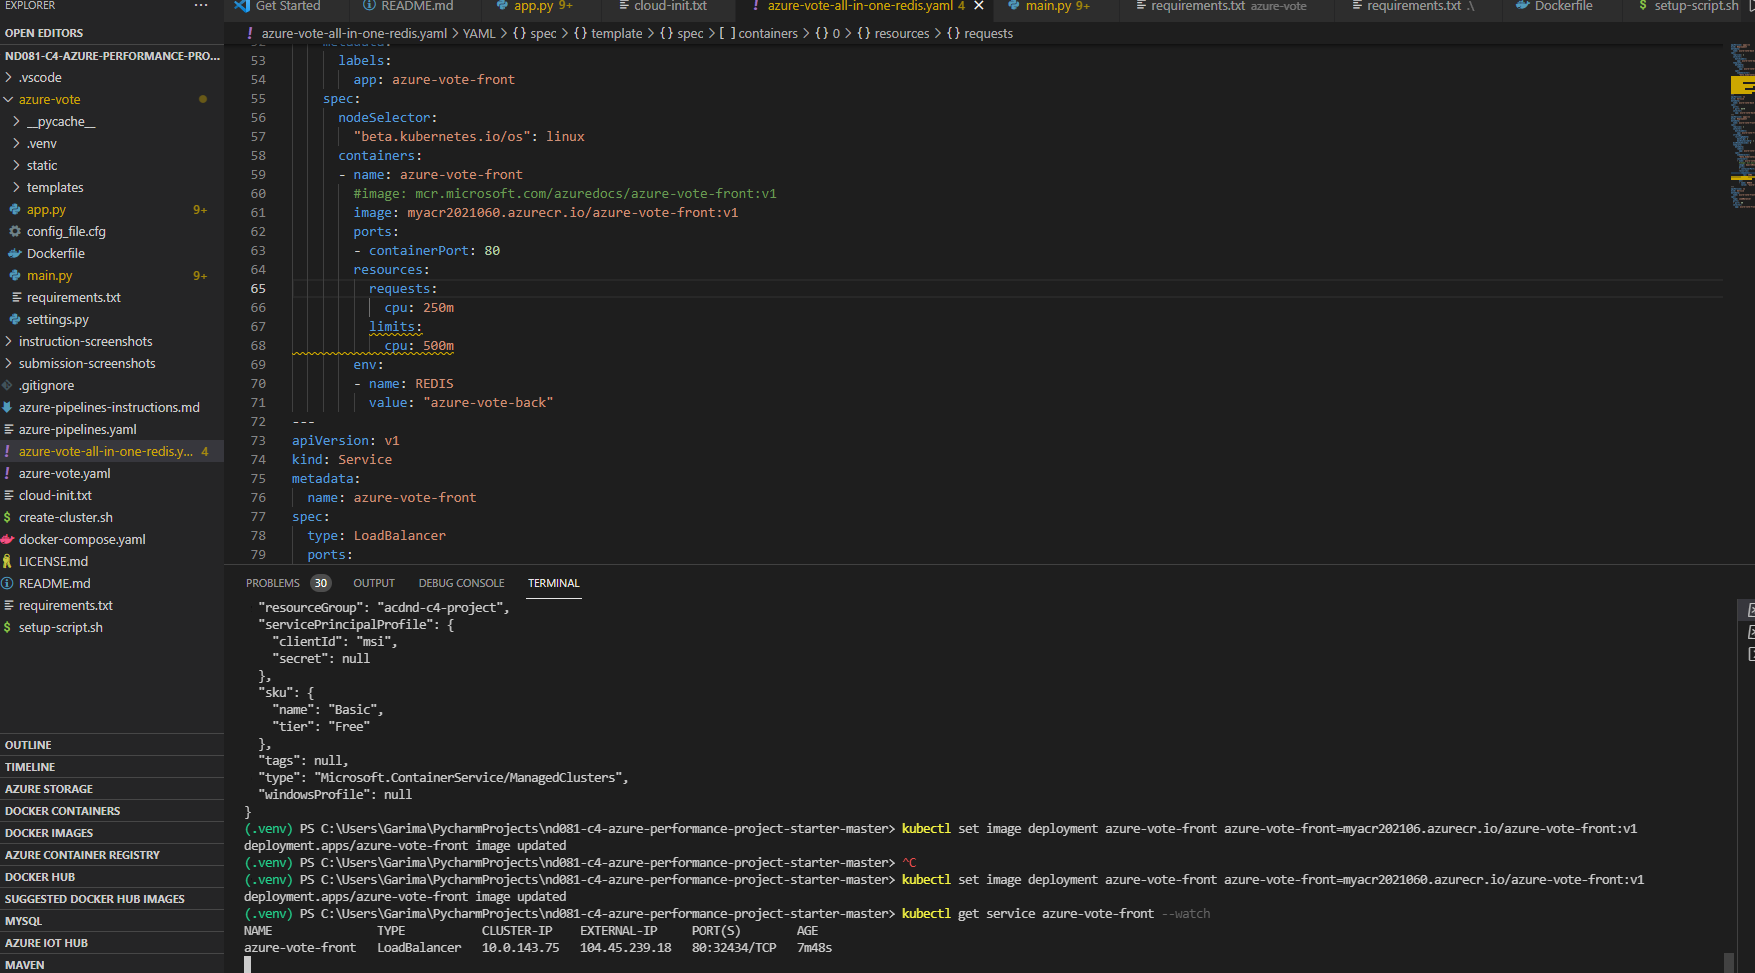 EXPLORER ···
Get Started README.md app.py 9+ cloud-init.txt ! azure-vote-all-in-one-redis.yaml 4 ✕ main.py 9+ requirements.txt azure-vote requirements.txt .\ Dockerfile $ setup-script.sh
OPEN EDITORS
! azure-vote-all-in-one-redis.yaml > YAML > {} spec > {} template > {} spec > [ ] containers > {} 0 > {} resources > {} requests
ND081-C4-AZURE-PERFORMANCE-PRO...
> .vscode
azure-vote
> __pycache__
> .venv
> static
> templates
app.py 9+
config_file.cfg
Dockerfile
main.py 9+
requirements.txt
settings.py
> instruction-screenshots
> submission-screenshots
.gitignore
azure-pipelines-instructions.md
azure-pipelines.yaml
! azure-vote-all-in-one-redis.y... 4
! azure-vote.yaml
cloud-init.txt
$ create-cluster.sh
docker-compose.yaml
LICENSE.md
README.md
requirements.txt
$ setup-script.sh
OUTLINE
TIMELINE
AZURE STORAGE
DOCKER CONTAINERS
DOCKER IMAGES
AZURE CONTAINER REGISTRY
DOCKER HUB
SUGGESTED DOCKER HUB IMAGES
MYSQL
AZURE IOT HUB
MAVEN
52 metadata:
53 labels:
54 app: azure-vote-front
55 spec:
56 nodeSelector:
57 "beta.kubernetes.io/os": linux
58 containers:
59 - name: azure-vote-front
60 #image: mcr.microsoft.com/azuredocs/azure-vote-front:v1
61 image: myacr2021060.azurecr.io/azure-vote-front:v1
62 ports:
63 - containerPort: 80
64 resources:
65 requests:
66 cpu: 250m
67 limits:
68 cpu: 500m
69 env:
70 - name: REDIS
71 value: "azure-vote-back"
72 ---
73 apiVersion: v1
74 kind: Service
75 metadata:
76 name: azure-vote-front
77 spec:
78 type: LoadBalancer
79 ports:
PROBLEMS 30 OUTPUT DEBUG CONSOLE TERMINAL
"resourceGroup": "acdnd-c4-project",
"servicePrincipalProfile": {
"clientId": "msi",
"secret": null
},
"sku": {
"name": "Basic",
"tier": "Free"
},
"tags": null,
"type": "Microsoft.ContainerService/ManagedClusters",
"windowsProfile": null
}
(.venv) PS C:\Users\Garima\PycharmProjects\nd081-c4-azure-performance-project-starter-master> kubectl set image deployment azure-vote-front azure-vote-front=myacr202106.azurecr.io/azure-vote-front:v1
deployment.apps/azure-vote-front image updated
(.venv) PS C:\Users\Garima\PycharmProjects\nd081-c4-azure-performance-project-starter-master> ^C
(.venv) PS C:\Users\Garima\PycharmProjects\nd081-c4-azure-performance-project-starter-master> kubectl set image deployment azure-vote-front azure-vote-front=myacr2021060.azurecr.io/azure-vote-front:v1
deployment.apps/azure-vote-front image updated
(.venv) PS C:\Users\Garima\PycharmProjects\nd081-c4-azure-performance-project-starter-master> kubectl get service azure-vote-front --watch
NAME TYPE CLUSTER-IP EXTERNAL-IP PORT(S) AGE
azure-vote-front LoadBalancer 10.0.143.75 104.45.239.18 80:32434/TCP 7m48s